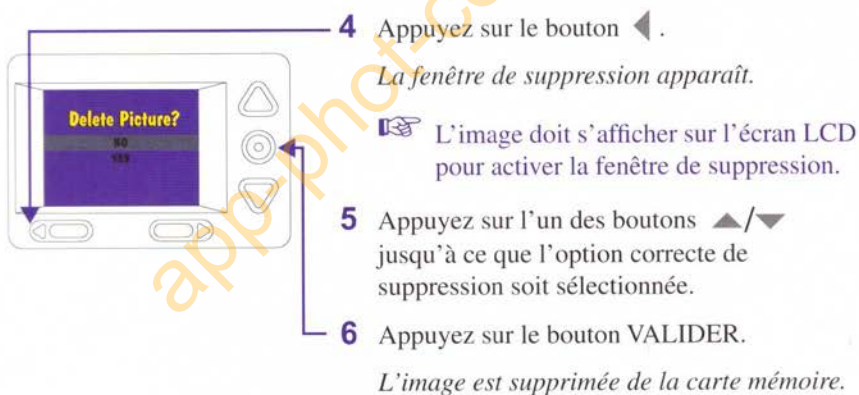 4 Appuyez sur le bouton ◀ .
La fenêtre de suppression apparaît.
Delete Picture?
NO
YES
☞ L'image doit s'afficher sur l'écran LCD
pour activer la fenêtre de suppression.
5 Appuyez sur l'un des boutons ▲/▼
jusqu'à ce que l'option correcte de
suppression soit sélectionnée.
6 Appuyez sur le bouton VALIDER.
L'image est supprimée de la carte mémoire.